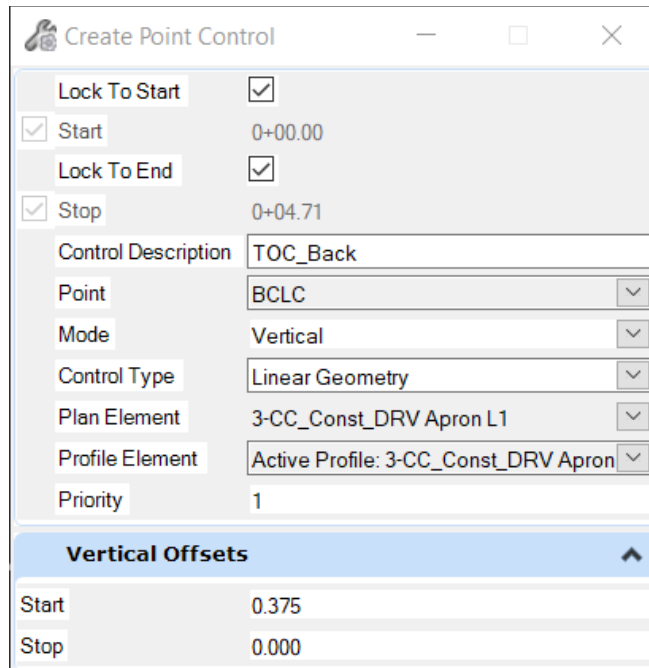 Create Point Control
Lock To Start
Start 0+00.00
Lock To End
Stop 0+04.71
Control Description TOC_Back
Point BCLC
Mode Vertical
Control Type Linear Geometry
Plan Element 3-CC_Const_DRV Apron L1
Profile Element Active Profile: 3-CC_Const_DRV Apron
Priority 1
Vertical Offsets
Start 0.375
Stop 0.000